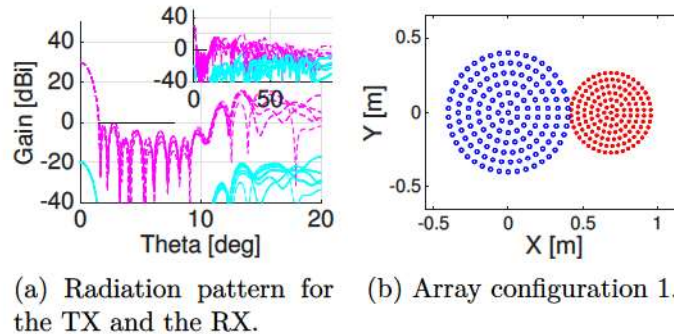 40
20
0
-20
-40
Gain [dBi]
40
0
-40
0 50
0 10 20
Theta [deg]
0.5
0
-0.5
Y [m]
-0.5 0 0.5 1
X [m]
(a) Radiation pattern for
the TX and the RX.
(b) Array configuration 1.